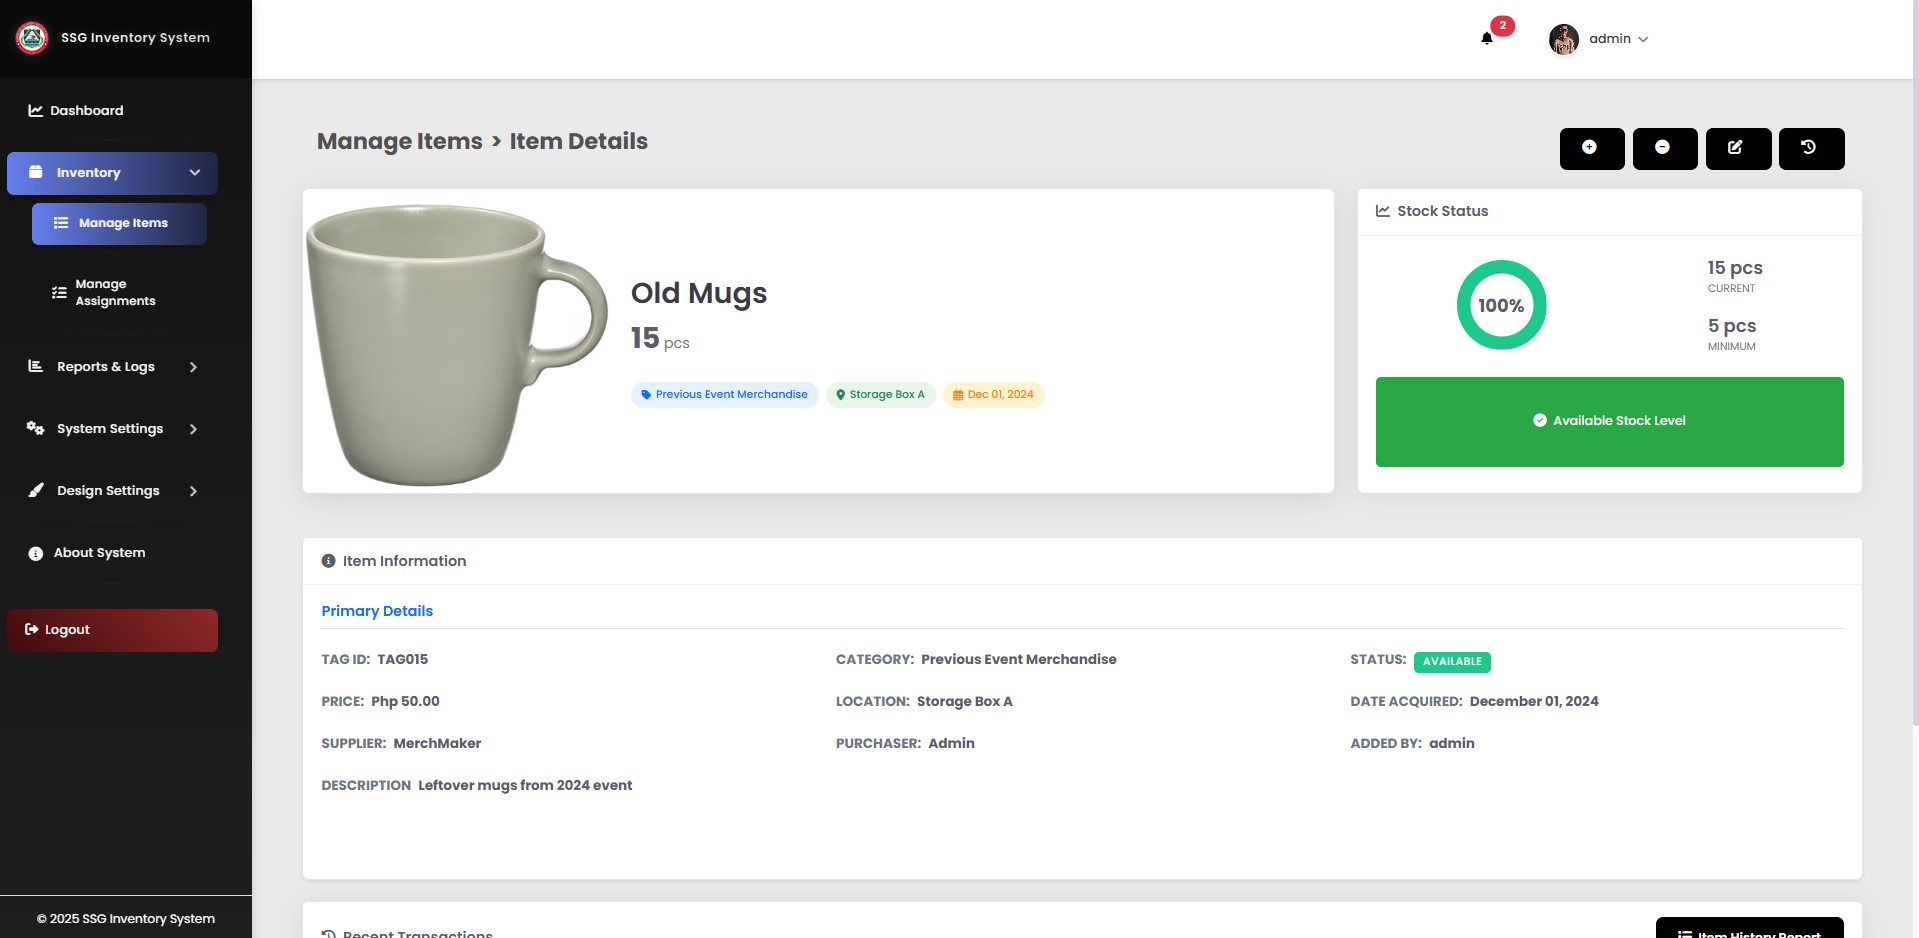 SSG Inventory System
2
admin
Dashboard
Inventory
Manage Items
Manage
Assignments
Reports & Logs
System Settings
Design Settings
About System
Logout
© 2025 SSG Inventory System
Manage Items > Item Details
Old Mugs
15 pcs
Previous Event Merchandise
Storage Box A
Dec 01, 2024
Stock Status
100%
15 pcs
CURRENT
5 pcs
MINIMUM
Available Stock Level
Item Information
Primary Details
TAG ID: TAG015
CATEGORY: Previous Event Merchandise
STATUS: AVAILABLE
PRICE: Php 50.00
LOCATION: Storage Box A
DATE ACQUIRED: December 01, 2024
SUPPLIER: MerchMaker
PURCHASER: Admin
ADDED BY: admin
DESCRIPTION Leftover mugs from 2024 event
Recent Transactions
Item History Report